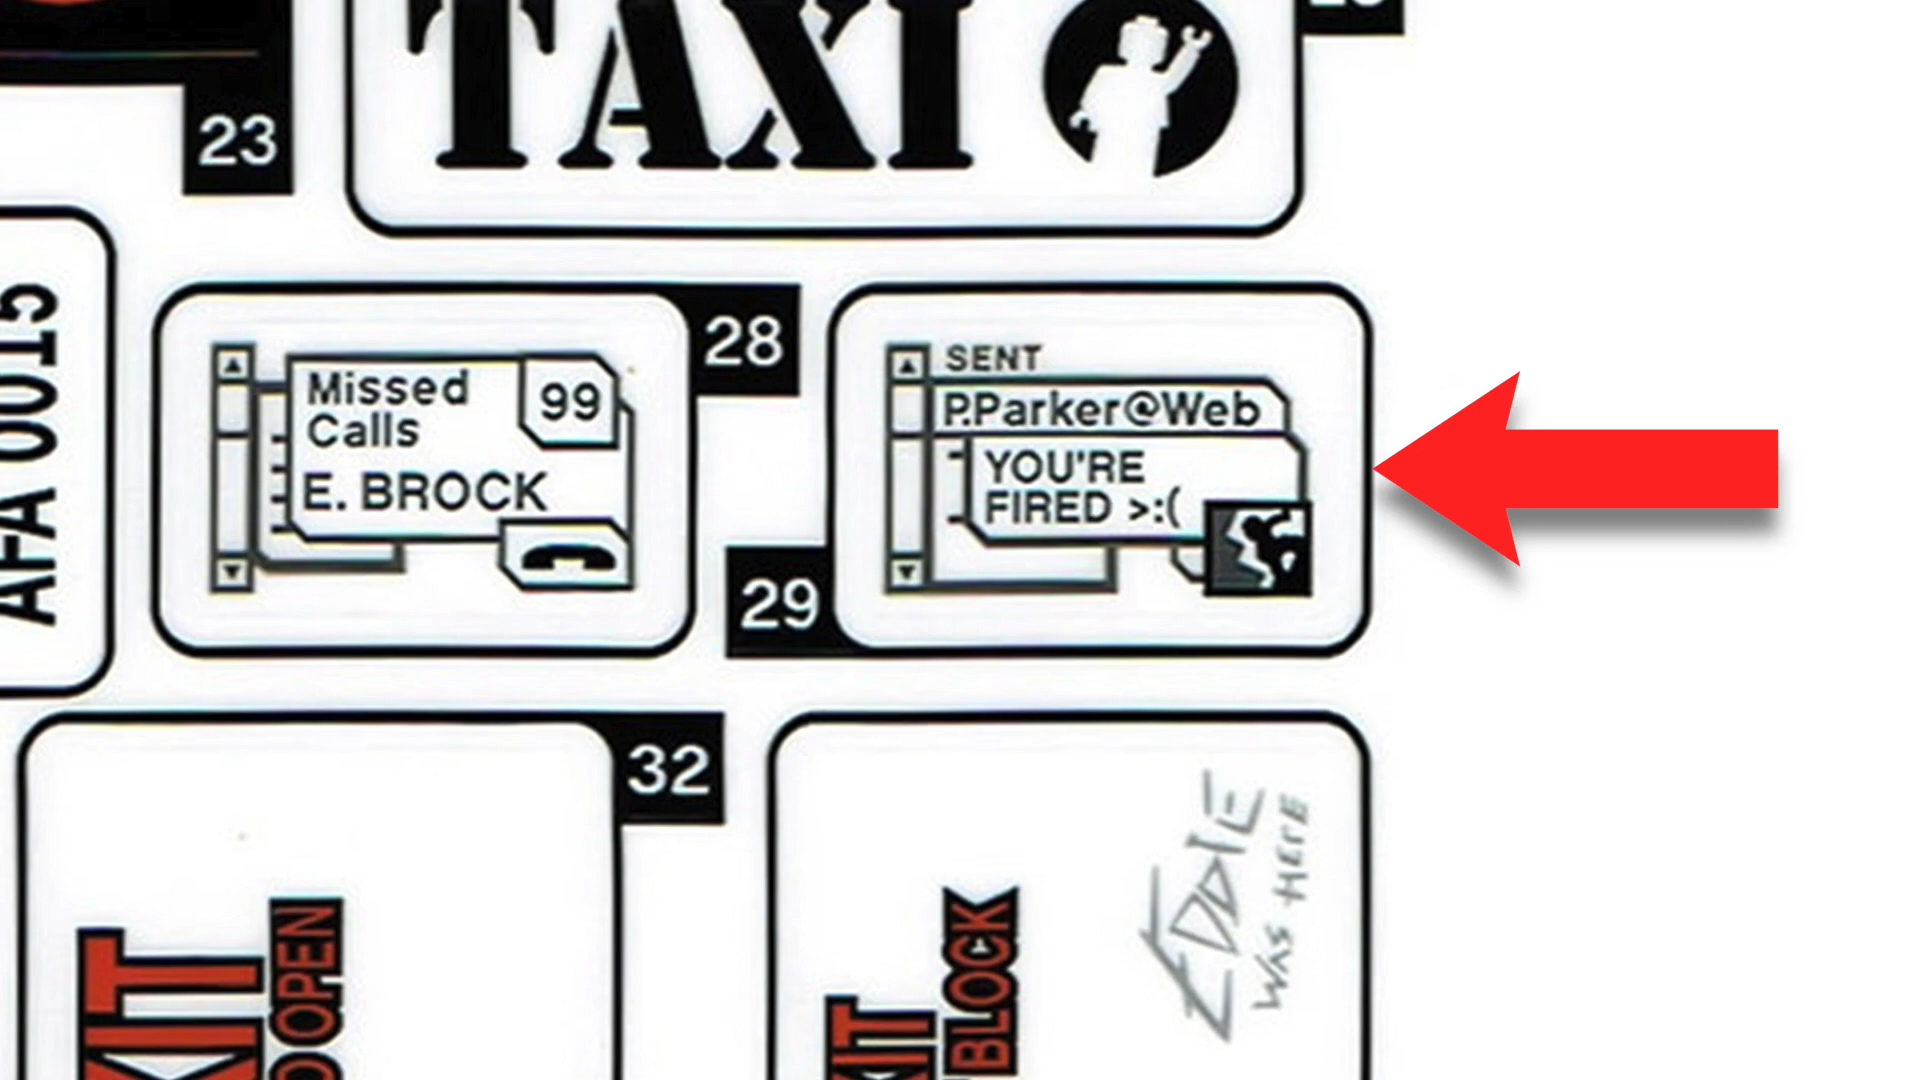 TAXI
23
AFA 0015
28
Missed
Calls
99
E. BROCK
29
SENT
P.Parker@Web
YOU'RE
FIRED >:(
32
OPEN
BLOCK
EDDIE
WAS HERE